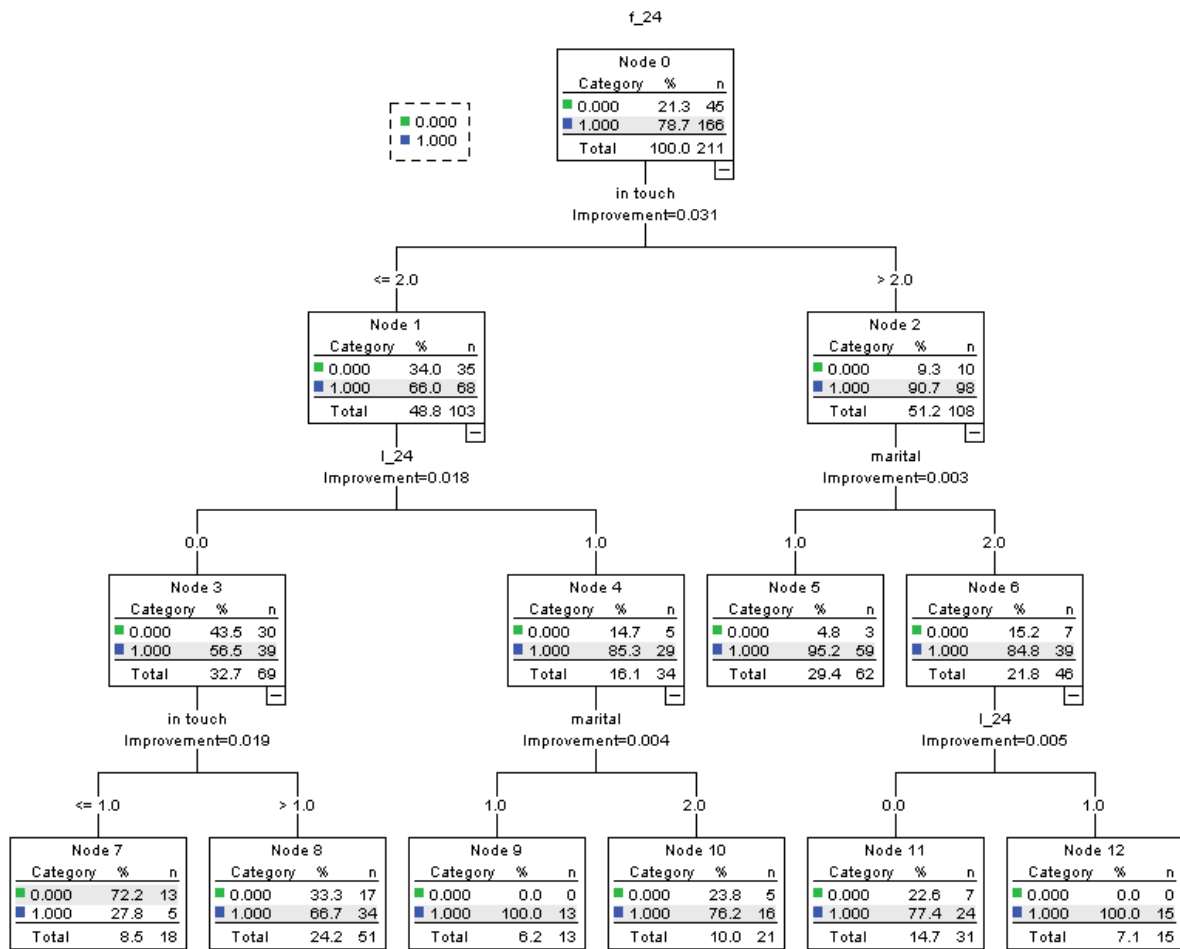 f_24
Node 0
Category % n
0.000 21.3 45
1.000 78.7 166
Total 100.0 211
0.000
1.000
in touch
Improvement=0.031
<= 2.0
> 2.0
Node 1
Category % n
0.000 34.0 35
1.000 66.0 68
Total 48.8 103
Node 2
Category % n
0.000 9.3 10
1.000 90.7 98
Total 51.2 108
l_24
Improvement=0.018
marital
Improvement=0.003
0.0
1.0
1.0
2.0
Node 3
Category % n
0.000 43.5 30
1.000 56.5 39
Total 32.7 69
Node 4
Category % n
0.000 14.7 5
1.000 85.3 29
Total 16.1 34
Node 5
Category % n
0.000 4.8 3
1.000 95.2 59
Total 29.4 62
Node 6
Category % n
0.000 15.2 7
1.000 84.8 39
Total 21.8 46
in touch
Improvement=0.019
marital
Improvement=0.004
l_24
Improvement=0.005
<= 1.0
> 1.0
1.0
2.0
0.0
1.0
Node 7
Category % n
0.000 72.2 13
1.000 27.8 5
Total 8.5 18
Node 8
Category % n
0.000 33.3 17
1.000 66.7 34
Total 24.2 51
Node 9
Category % n
0.000 0.0 0
1.000 100.0 13
Total 6.2 13
Node 10
Category % n
0.000 23.8 5
1.000 76.2 16
Total 10.0 21
Node 11
Category % n
0.000 22.6 7
1.000 77.4 24
Total 14.7 31
Node 12
Category % n
0.000 0.0 0
1.000 100.0 15
Total 7.1 15